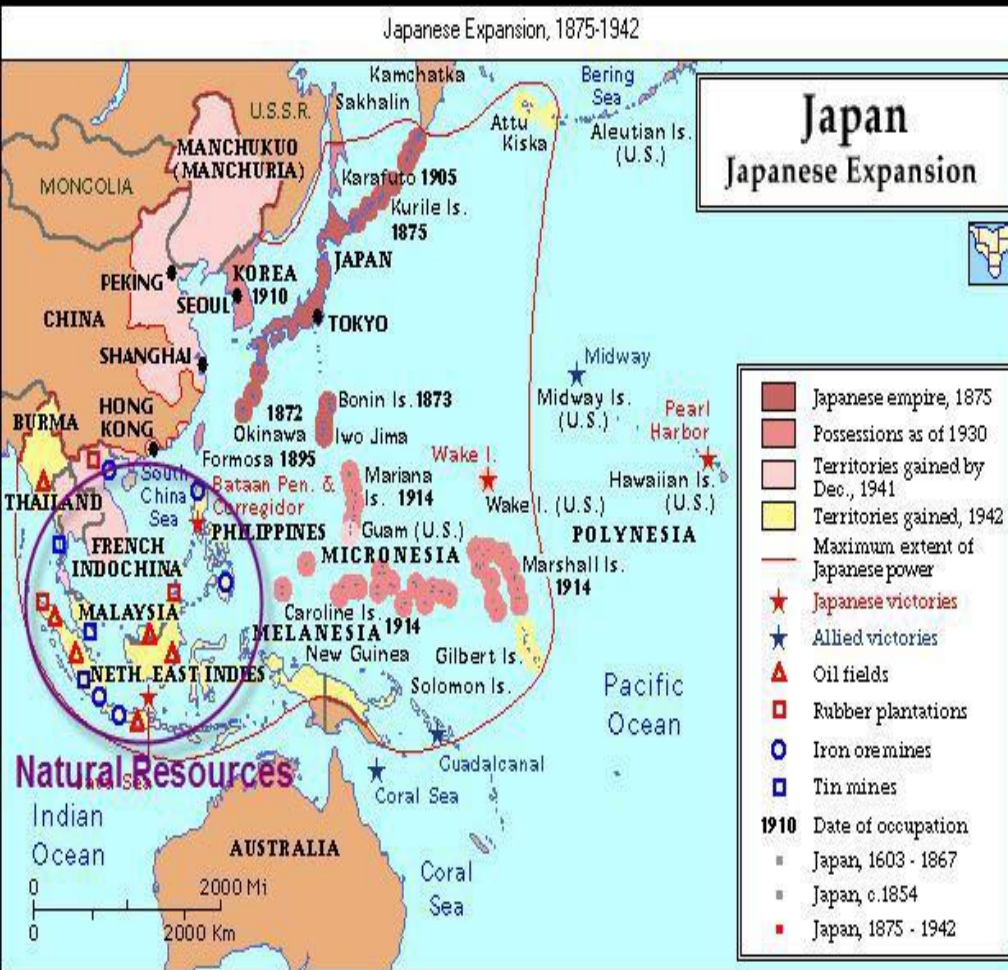 Japanese Expansion, 1875-1942
Japan
Japanese Expansion
Kamchatka
Bering
Sea
Sakhalin
U.S.S.R.
Attu
Kiska
Aleutian Is.
(U.S.)
MANCHUKUO
(MANCHURIA)
MONGOLIA
Karafuto 1905
Kurile Is.
1875
JAPAN
PEKING
KOREA
1910
SEOUL
TOKYO
CHINA
SHANGHAI
Midway
Midway Is.
(U.S.)
Bonin Is. 1873
Pearl
Harbor
HONG
KONG
BURMA
1872
Okinawa
Iwo Jima
Formosa 1895
Wake I.
Hawaiian Is.
(U.S.)
South
China
Sea
Bataan Pen. &
Corregidor
Mariana
Is. 1914
Wake I. (U.S.)
THAILAND
PHILIPPINES
Guam (U.S.)
POLYNESIA
FRENCH
INDOCHINA
MICRONESIA
Marshall Is.
1914
MALAYSIA
Caroline Is.
1914
MELANESIA
New Guinea
Gilbert Is.
NETH. EAST INDIES
Solomon Is.
Pacific
Ocean
Natural Resources
Java Sea
Guadalcanal
Coral Sea
Indian
Ocean
AUSTRALIA
Coral
Sea
0 2000 Mi
0 2000 Km
Japanese empire, 1875
Possessions as of 1930
Territories gained by
Dec., 1941
Territories gained, 1942
Maximum extent of
Japanese power
Japanese victories
Allied victories
Oil fields
Rubber plantations
Iron ore mines
Tin mines
1910 Date of occupation
Japan, 1603 - 1867
Japan, c.1854
Japan, 1875 - 1942